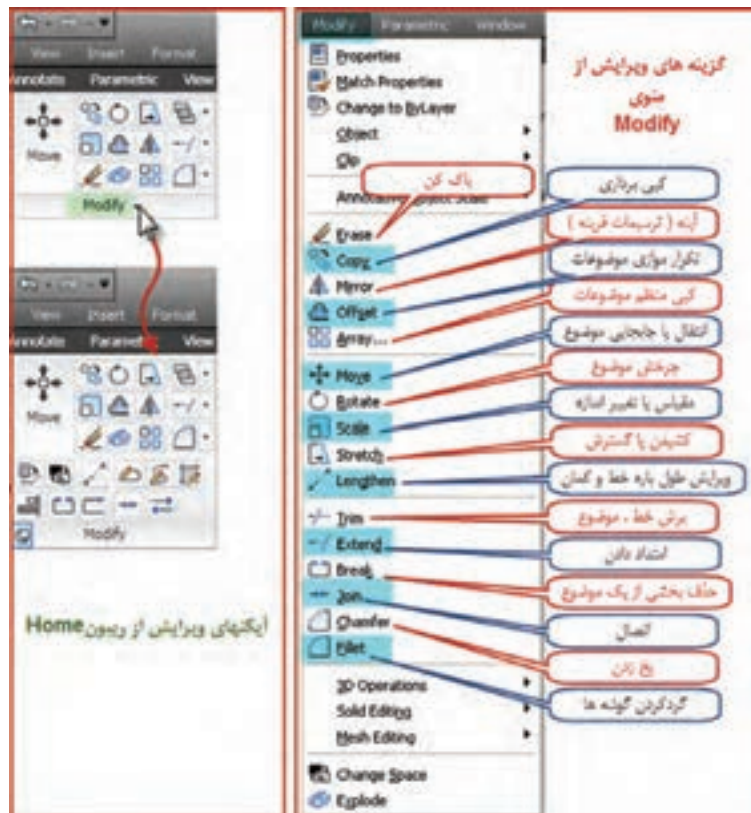 View Insert Format
Annotate Parametric View
Move
Modify
View Insert Format
Annotate Parametric View
Move
Modify
آیکنهای ویرایش از ریبون Home
Modify Parametric Window
گزینه های ویرایش از
منوی
Modify
Properties
Match Properties
Change to ByLayer
Object
Clip
پاک کن
کپی برداری
Erase
آینه ( ترسیمات قرینه )
Copy
تکرار موازی موضوعات
Mirror
کپی منظم موضوعات
Offset
انتقال یا جابجایی موضوع
Array...
Move
چرخش موضوع
Rotate
مقیاس یا تغییر اندازه
Scale
کشیدن یا گسترش
Stretch
ویرایش طول پاره خط و کمان
Lengthen
برش خط ، موضوع
Trim
امتداد دادن
Extend
حذف بخشی از یک موضوع
Break
اتصال
Join
پخ زدن
Chamfer
گردکردن گوشه ها
Fillet
3D Operations
Solid Editing
Mesh Editing
Change Space
Explode